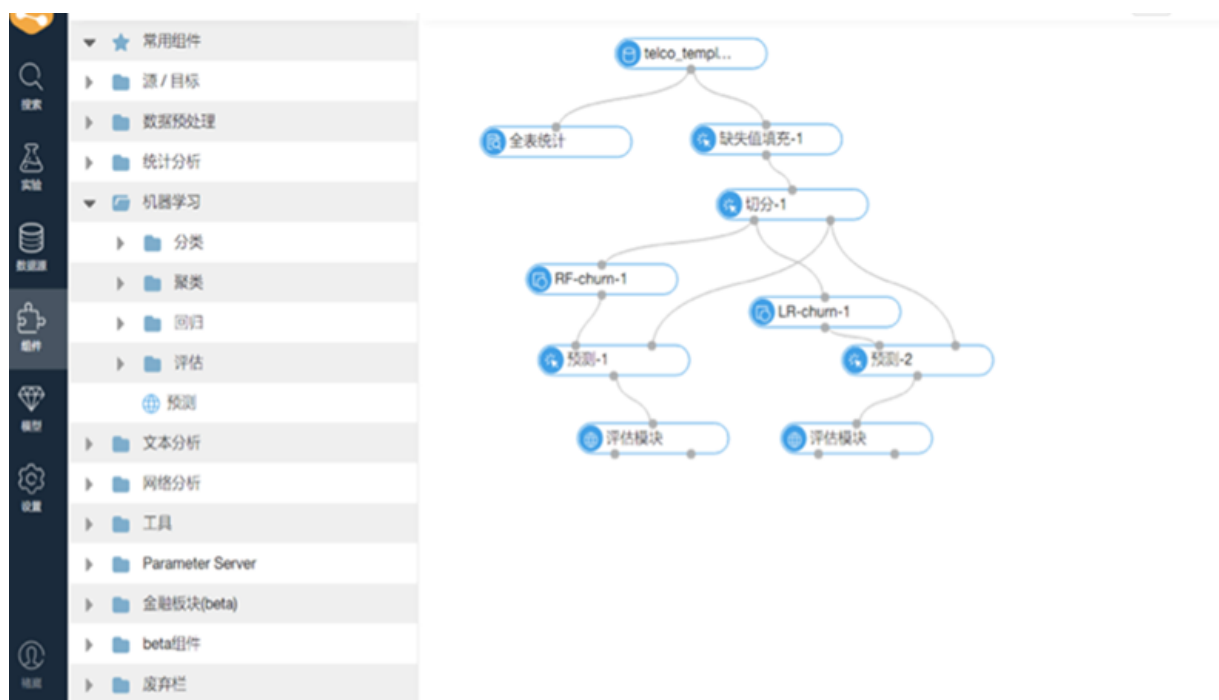 搜索
实验
数据源
组件
模型
设置
常用组件
源 / 目标
数据预处理
统计分析
机器学习
分类
聚类
回归
评估
预测
文本分析
网络分析
工具
Parameter Server
金融板块(beta)
beta组件
废弃栏
telco_templ...
全表统计
缺失值填充-1
切分-1
RF-churn-1
LR-churn-1
预测-1
预测-2
评估模块
评估模块